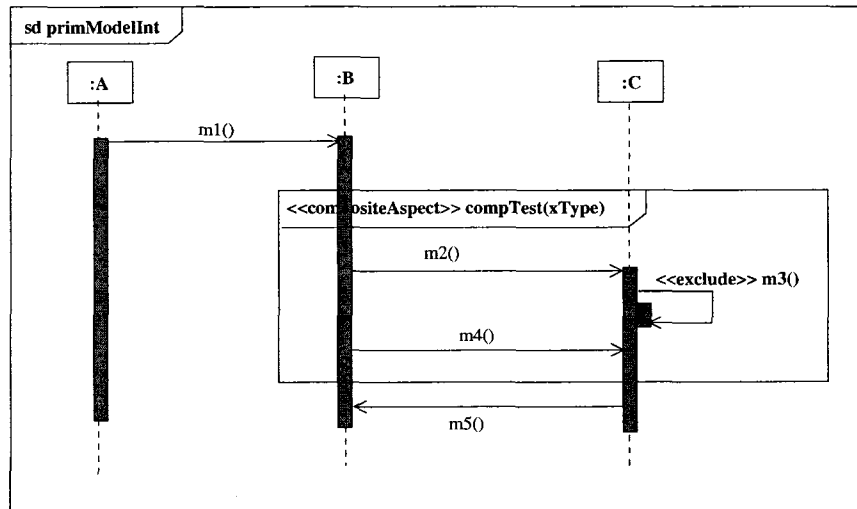 sd primModelInt
:A
:B
:C
m1()
<<compositeAspect>> compTest(xType)
m2()
<<exclude>> m3()
m4()
m5()